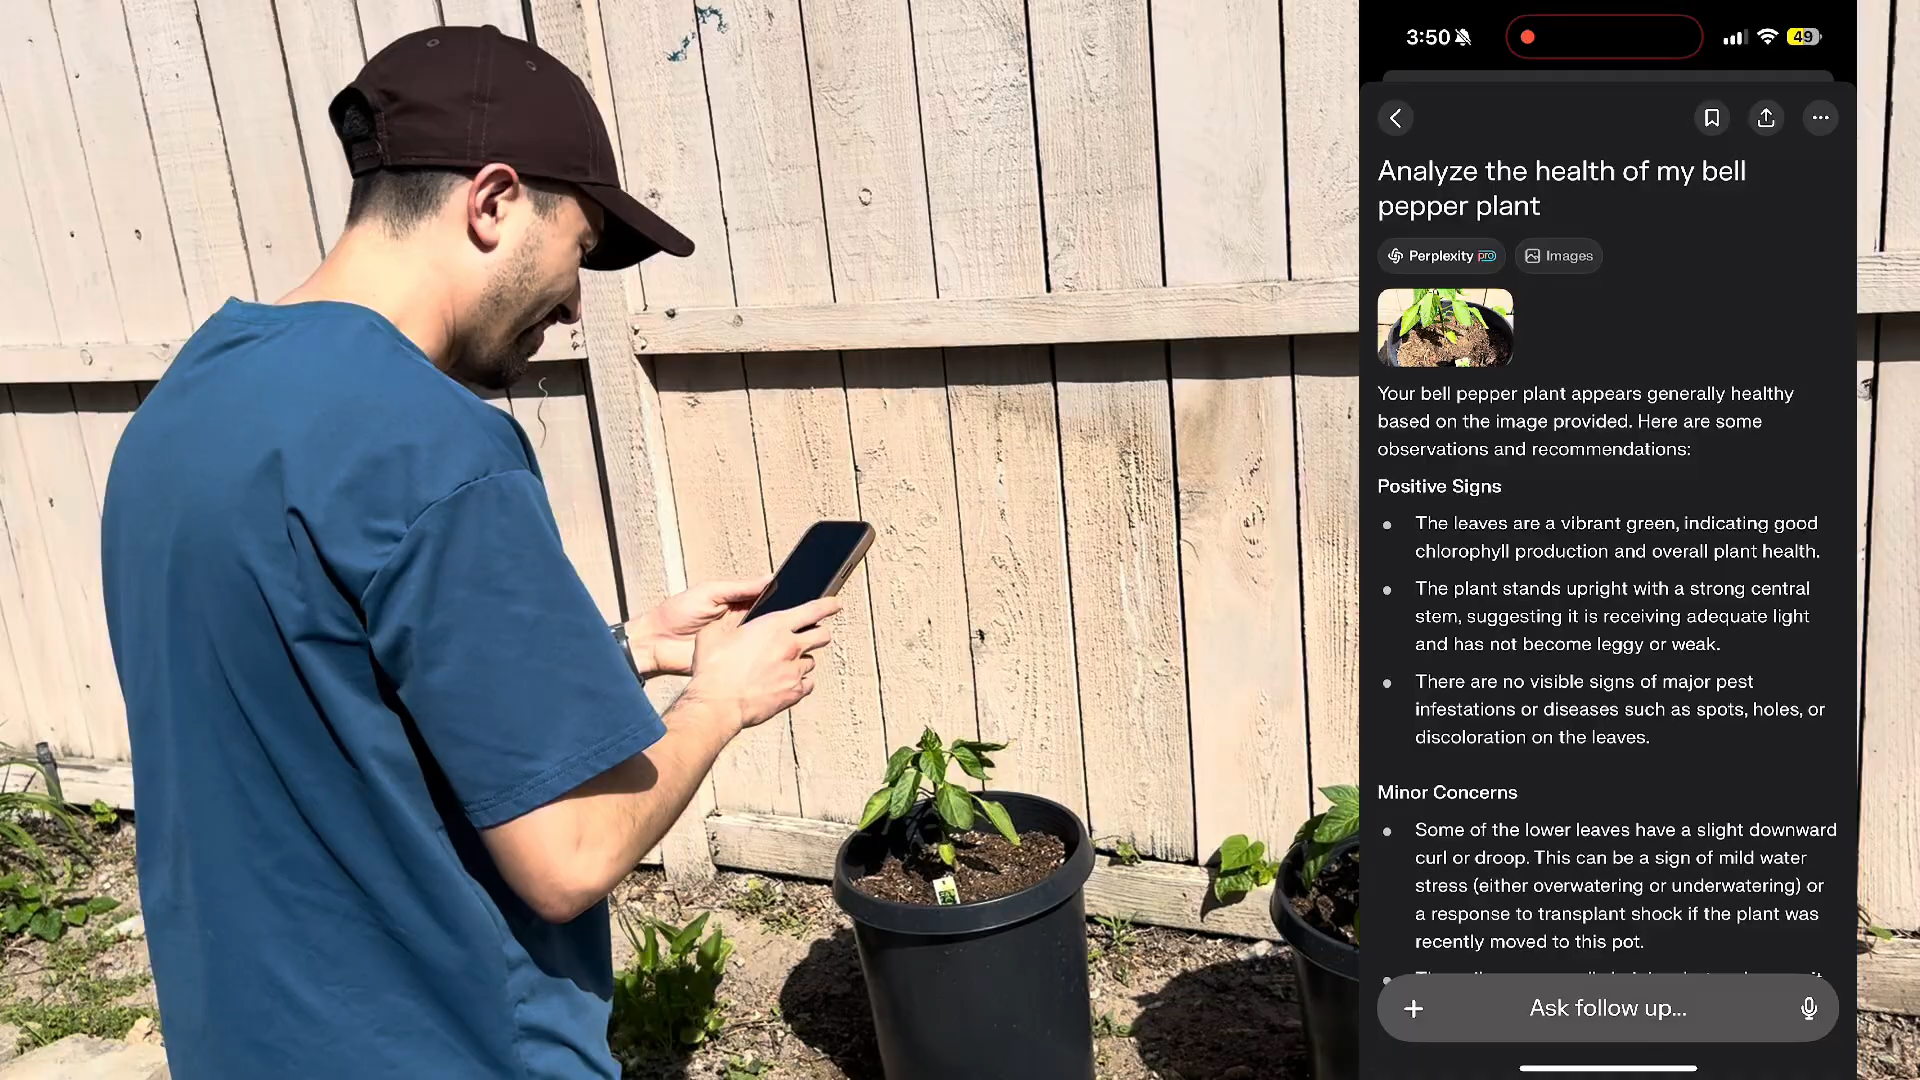 3:50
49
Analyze the health of my bell
pepper plant
Perplexity pro
Images
Your bell pepper plant appears generally healthy
based on the image provided. Here are some
observations and recommendations:
Positive Signs
The leaves are a vibrant green, indicating good
chlorophyll production and overall plant health.
The plant stands upright with a strong central
stem, suggesting it is receiving adequate light
and has not become leggy or weak.
There are no visible signs of major pest
infestations or diseases such as spots, holes, or
discoloration on the leaves.
Minor Concerns
Some of the lower leaves have a slight downward
curl or droop. This can be a sign of mild water
stress (either overwatering or underwatering) or
a response to transplant shock if the plant was
recently moved to this pot.
Ask follow up...